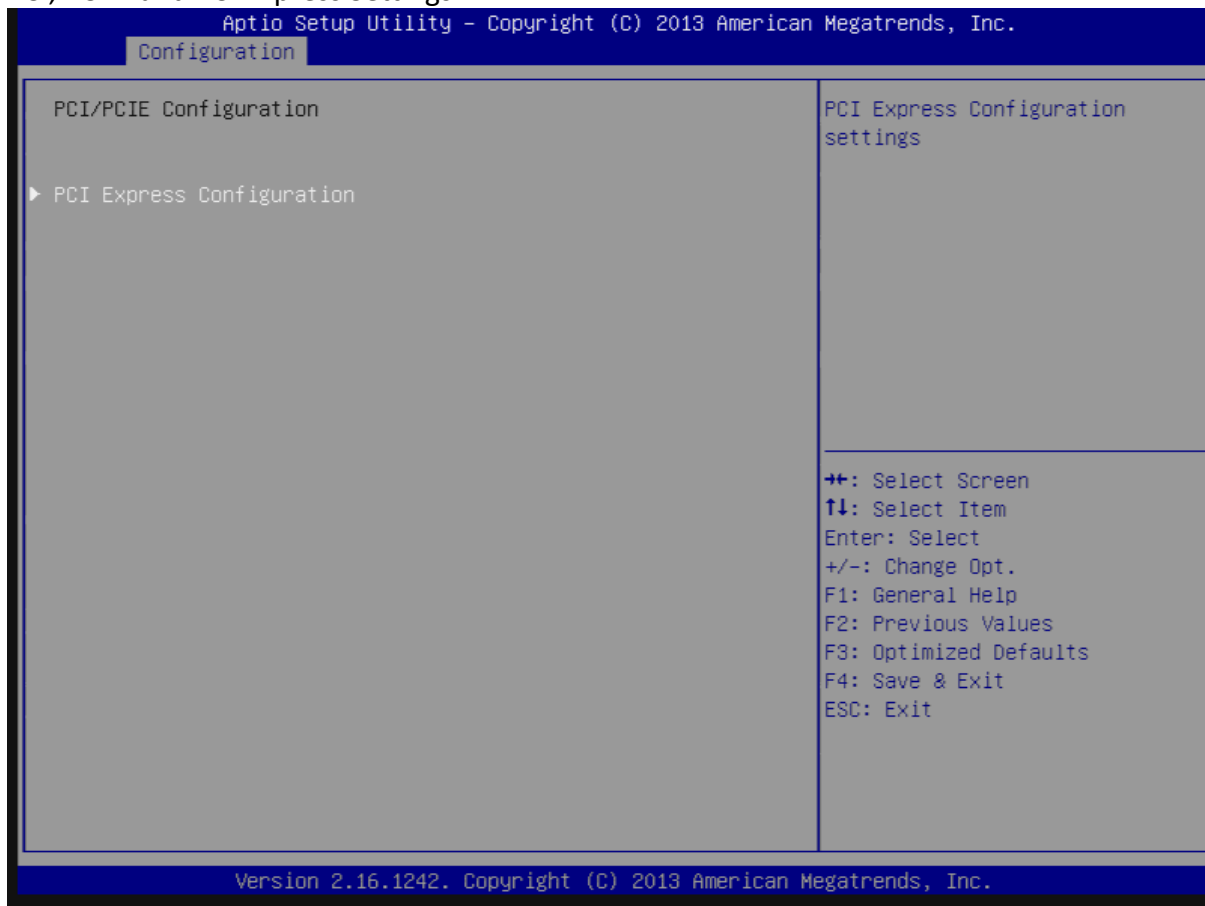 Aptio Setup Utility – Copyright (C) 2013 American Megatrends, Inc.
Configuration
PCI/PCIE Configuration
PCI Express Configuration
PCI Express Configuration
settings
→←: Select Screen
↑↓: Select Item
Enter: Select
+/-: Change Opt.
F1: General Help
F2: Previous Values
F3: Optimized Defaults
F4: Save & Exit
ESC: Exit
Version 2.16.1242. Copyright (C) 2013 American Megatrends, Inc.